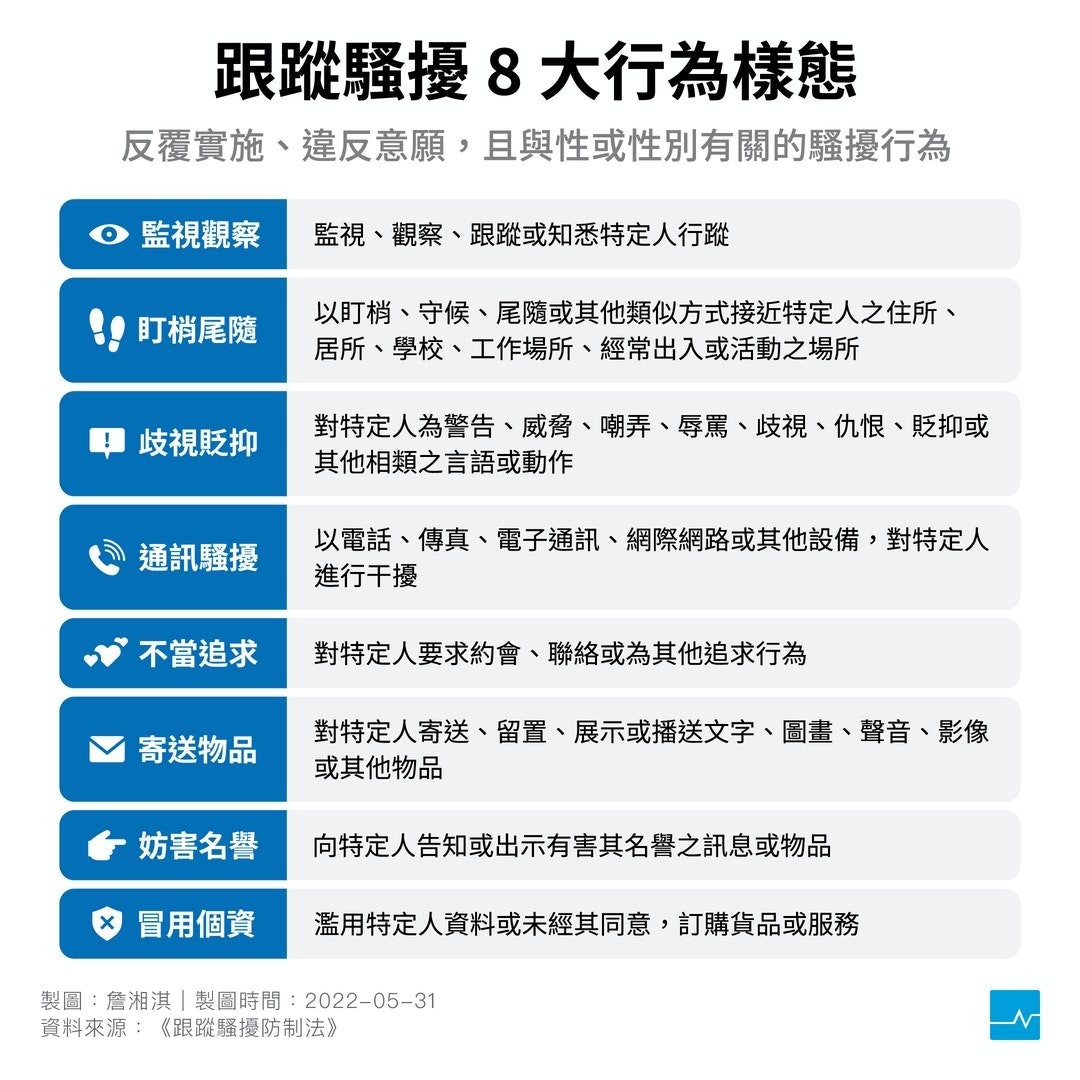 跟蹤騷擾 8 大行為樣態
反覆實施、違反意願，且與性或性別有關的騷擾行為
監視觀察
監視、觀察、跟蹤或知悉特定人行蹤
盯梢尾隨
以盯梢、守候、尾隨或其他類似方式接近特定人之住所、
居所、學校、工作場所、經常出入或活動之場所
歧視貶抑
對特定人為警告、威脅、嘲弄、辱罵、歧視、仇恨、貶抑或
其他相類之言語或動作
通訊騷擾
以電話、傳真、電子通訊、網際網路或其他設備，對特定人
進行干擾
不當追求
對特定人要求約會、聯絡或為其他追求行為
寄送物品
對特定人寄送、留置、展示或播送文字、圖畫、聲音、影像
或其他物品
妨害名譽
向特定人告知或出示有害其名譽之訊息或物品
冒用個資
濫用特定人資料或未經其同意，訂購貨品或服務
製圖：詹湘淇｜製圖時間：2022-05-31
資料來源：《跟蹤騷擾防制法》